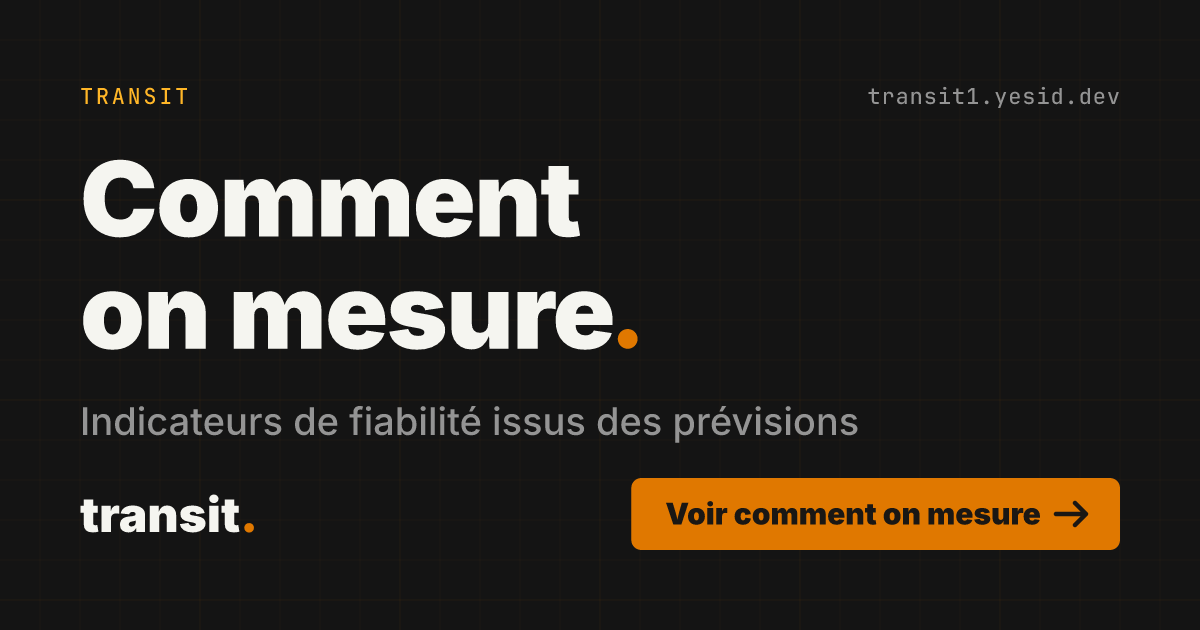 TRANSIT
transit1.yesid.dev
Comment
on mesure.
Indicateurs de fiabilité issus des prévisions
transit.
Voir comment on mesure →